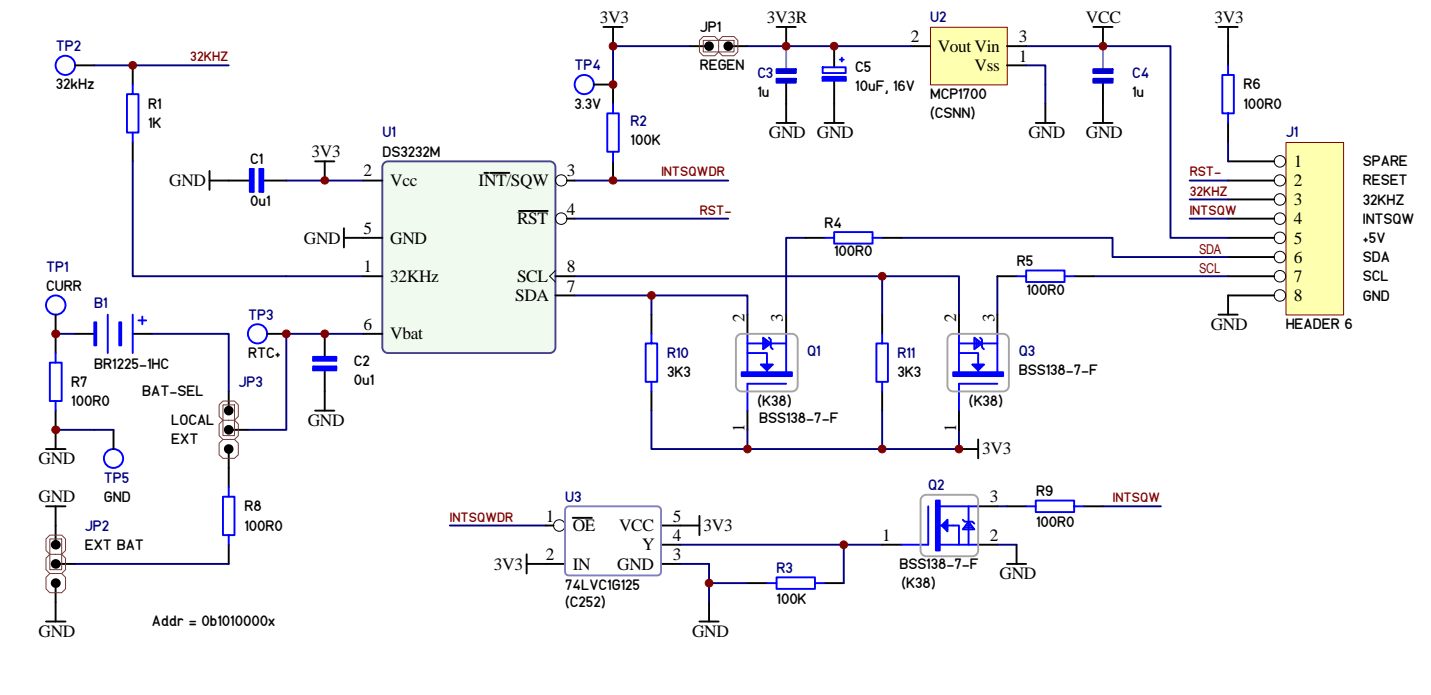 TP2
32kHz
32KHZ
R1
1K
3V3
TP4
3.3V
R2
100K
JP1
REGEN
3V3R
C3
1u
GND
C5
10uF, 16V
+
GND
U2
2
Vout Vin
3
Vss
1
MCP1700
(CSNN)
GND
VCC
C4
1u
GND
3V3
R6
100R0
J1
1
SPARE
RST-
2
RESET
32KHZ
3
32KHZ
INTSQW
4
INTSQW
5
+5V
SDA
6
SDA
SCL
7
SCL
8
GND
GND
HEADER 6
U1
DS3232M
GND
C1
0u1
3V3
2
Vcc
INT/SQW
3
INTSQWDR
RST
4
RST-
GND
5
GND
1
32KHz
SCL
8
SDA
7
6
Vbat
R4
100R0
R5
100R0
TP1
CURR
B1
+
BR1225-1HC
TP3
RTC+
C2
0u1
GND
R7
100R0
GND
TP5
GND
BAT-SEL
JP3
LOCAL
EXT
R8
100R0
GND
JP2
EXT BAT
GND
Addr = 0b1010000x
R10
3K3
2
3
Q1
(K38)
BSS138-7-F
1
R11
3K3
2
3
Q3
BSS138-7-F
(K38)
1
3V3
INTSQWDR
U3
1
OE
VCC
5
3V3
Y
4
3V3
2
IN
GND
3
74LVC1G125
(C252)
R3
100K
GND
Q2
1
3
2
BSS138-7-F
(K38)
GND
R9
100R0
INTSQW